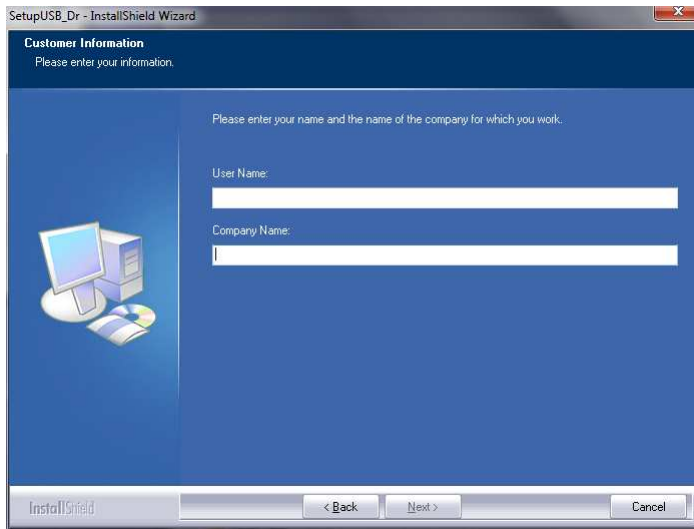 SetupUSB_Dr - InstallShield Wizard
Customer Information
Please enter your information.
Please enter your name and the name of the company for which you work.
User Name:
Company Name:
InstallShield
< Back
Next >
Cancel